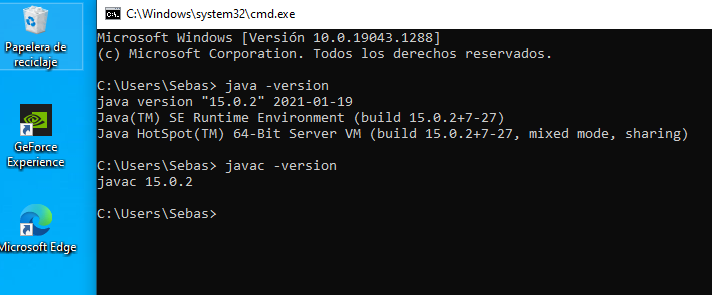 Papelera de
reciclaje
GeForce
Experience
Microsoft Edge
C:\Windows\system32\cmd.exe
Microsoft Windows [Versión 10.0.19043.1288]
(c) Microsoft Corporation. Todos los derechos reservados.
C:\Users\Sebas> java -version
java version "15.0.2" 2021-01-19
Java(TM) SE Runtime Environment (build 15.0.2+7-27)
Java HotSpot(TM) 64-Bit Server VM (build 15.0.2+7-27, mixed mode, sharing)
C:\Users\Sebas> javac -version
javac 15.0.2
C:\Users\Sebas>